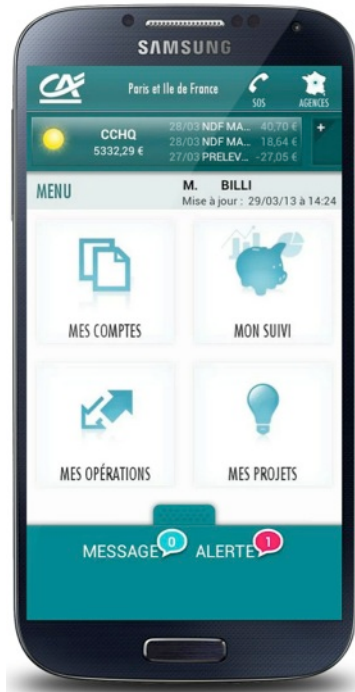 SAMSUNG
CA
Paris et Ile de France
SOS
AGENCES
CCHQ
5332,29 €
28/03 NDF MA... 40,70 €
28/03 NDF MA... 18,64 €
27/03 PRELEV... -27,05 €
+
MENU
M. BILLI
Mise à jour : 29/03/13 à 14:24
MES COMPTES
MON SUIVI
MES OPÉRATIONS
MES PROJETS
MESSAGE 0
ALERTE 1